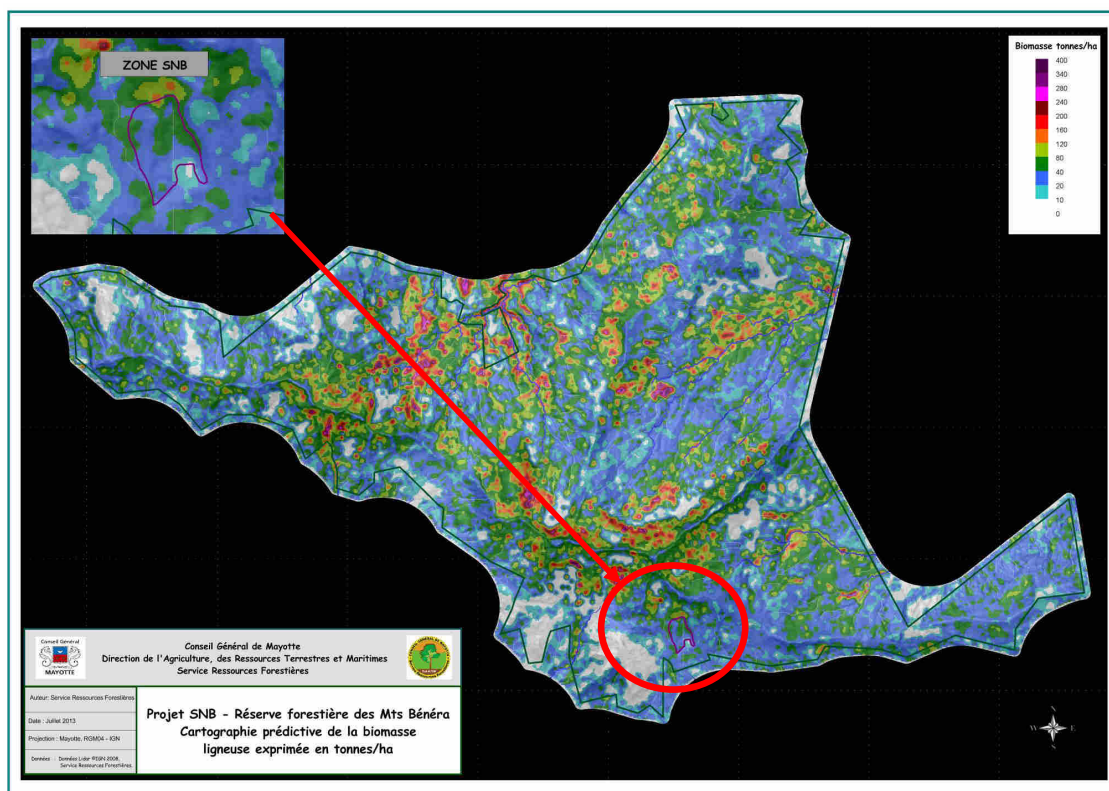 ZONE SNB
Biomasse tonnes/ha
400
340
280
240
200
160
120
80
40
20
10
0
Conseil Général
MAYOTTE
Conseil Général de Mayotte
Direction de l'Agriculture, des Ressources Terrestres et Maritimes
Service Ressources Forestières
Auteur: Service Ressources Forestières
Date : Juillet 2013
Projection : Mayotte, RGM04 - IGN
Données : Données Lidar ©IGN 2008,
Service Ressources Forestières.
Projet SNB - Réserve forestière des Mts Bénéra
Cartographie prédictive de la biomasse
ligneuse exprimée en tonnes/ha
W E